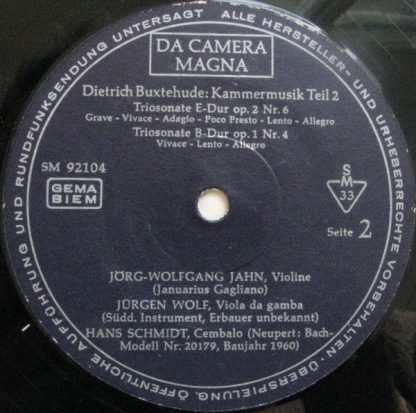 ALLE HERSTELLER- UND URHEBERRECHTE VORBEHALTEN · ÜBERSPIELUNG, ÖFFENTLICHE AUFFÜHRUNG UND RUNDFUNKSENDUNG UNTERSAGT
DA CAMERA
MAGNA
Dietrich Buxtehude: Kammermusik Teil 2
Triosonate E-Dur op. 2 Nr. 6
Grave - Vivace - Adagio - Poco Presto - Lento - Allegro
Triosonate B-Dur op. 1 Nr. 4
Vivace - Lento - Allegro
SM 92104
GEMA
BIEM
S
M
33
Seite 2
JÖRG-WOLFGANG JAHN, Violine
(Januarius Gagliano)
JÜRGEN WOLF, Viola da gamba
(Südd. Instrument, Erbauer unbekannt)
HANS SCHMIDT, Cembalo (Neupert: Bach-
Modell Nr. 20179, Baujahr 1960)